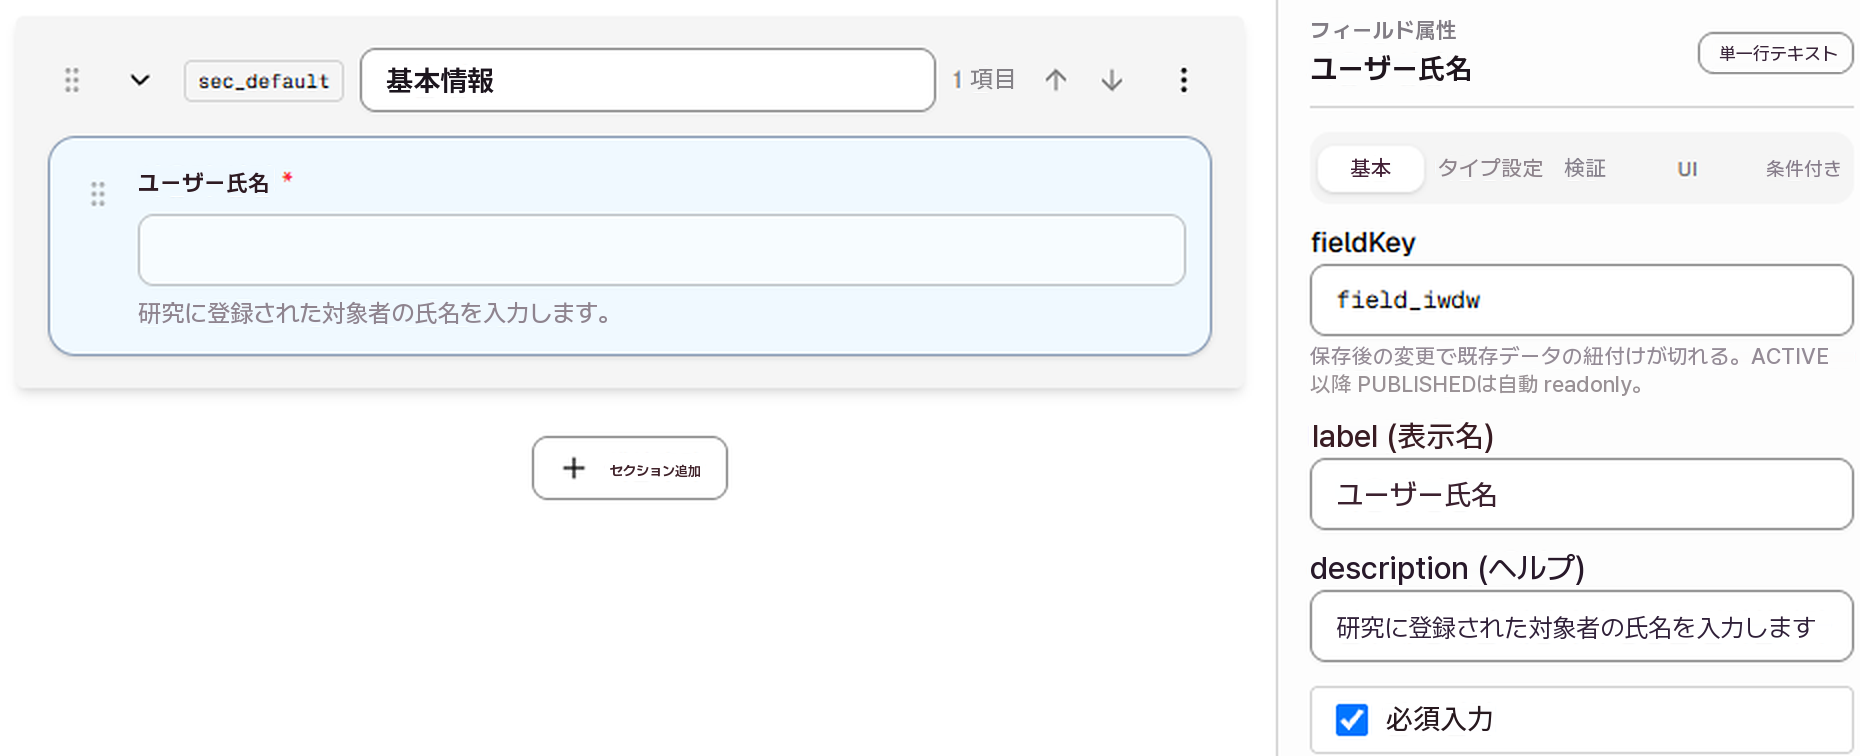 sec_default
基本情報
1 項目
ユーザー氏名 *
研究に登録された対象者の氏名を入力します。
+ セクション追加
フィールド属性
ユーザー氏名
単一行テキスト
基本 タイプ設定 検証 UI 条件付き
fieldKey
field_iwdw
保存後の変更で既存データの紐付けが切れる。ACTIVE
以降 PUBLISHEDは自動 readonly。
label (表示名)
ユーザー氏名
description (ヘルプ)
研究に登録された対象者の氏名を入力します
必須入力